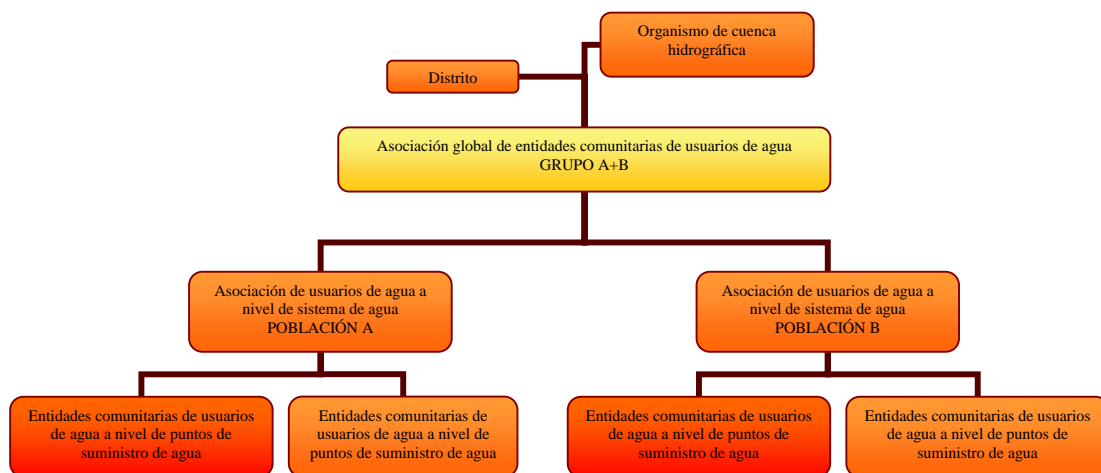 Organismo de cuenca
hidrográfica
Distrito
Asociación global de entidades comunitarias de usuarios de agua
GRUPO A+B
Asociación de usuarios de agua a
nivel de sistema de agua
POBLACIÓN A
Asociación de usuarios de agua a
nivel de sistema de agua
POBLACIÓN B
Entidades comunitarias de usuarios
de agua a nivel de puntos de
suministro de agua
Entidades comunitarias de
usuarios de agua a nivel de
puntos de suministro de agua
Entidades comunitarias de usuarios
de agua a nivel de puntos de
suministro de agua
Entidades comunitarias de usuarios
de agua a nivel de puntos de
suministro de agua